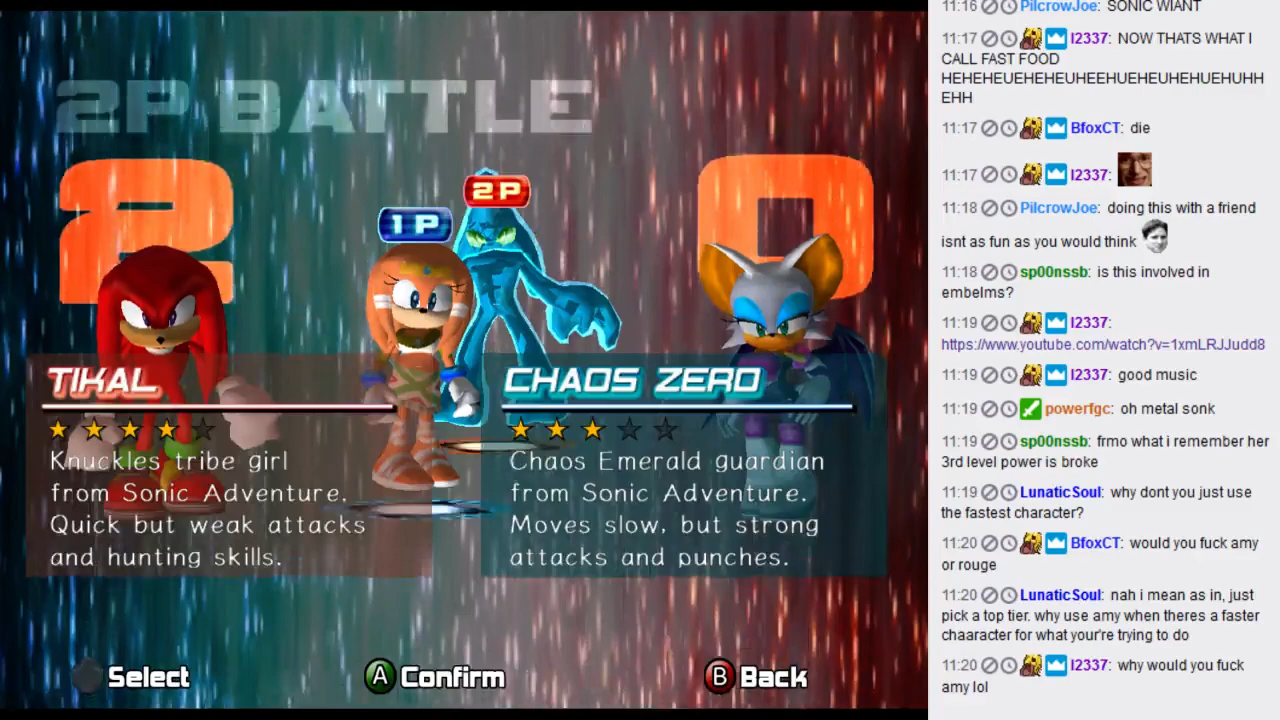 2P BATTLE
2
0
1P
2P
TIKAL
Knuckles tribe girl
from Sonic Adventure.
Quick but weak attacks
and hunting skills.
CHAOS ZERO
Chaos Emerald guardian
from Sonic Adventure.
Moves slow, but strong
attacks and punches.
Select
A Confirm
B Back
11:16 PilcrowJoe: SONIC WIANT
11:17 l2337: NOW THATS WHAT I
CALL FAST FOOD
HEHEHEUEHEHEUHEEHUEHEUHEHUEHUHH
EHH
11:17 BfoxCT: die
11:17 l2337:
11:18 PilcrowJoe: doing this with a friend
isnt as fun as you would think
11:18 sp00nssb: is this involved in
embelms?
11:19 l2337:
https://www.youtube.com/watch?v=1xmLRJJudd8
11:19 l2337: good music
11:19 powerfgc: oh metal sonk
11:19 sp00nssb: frmo what i remember her
3rd level power is broke
11:19 LunaticSoul: why dont you just use
the fastest character?
11:20 BfoxCT: would you fuck amy
or rouge
11:20 LunaticSoul: nah i mean as in, just
pick a top tier. why use amy when theres a faster
chaaracter for what your're trying to do
11:20 l2337: why would you fuck
amy lol